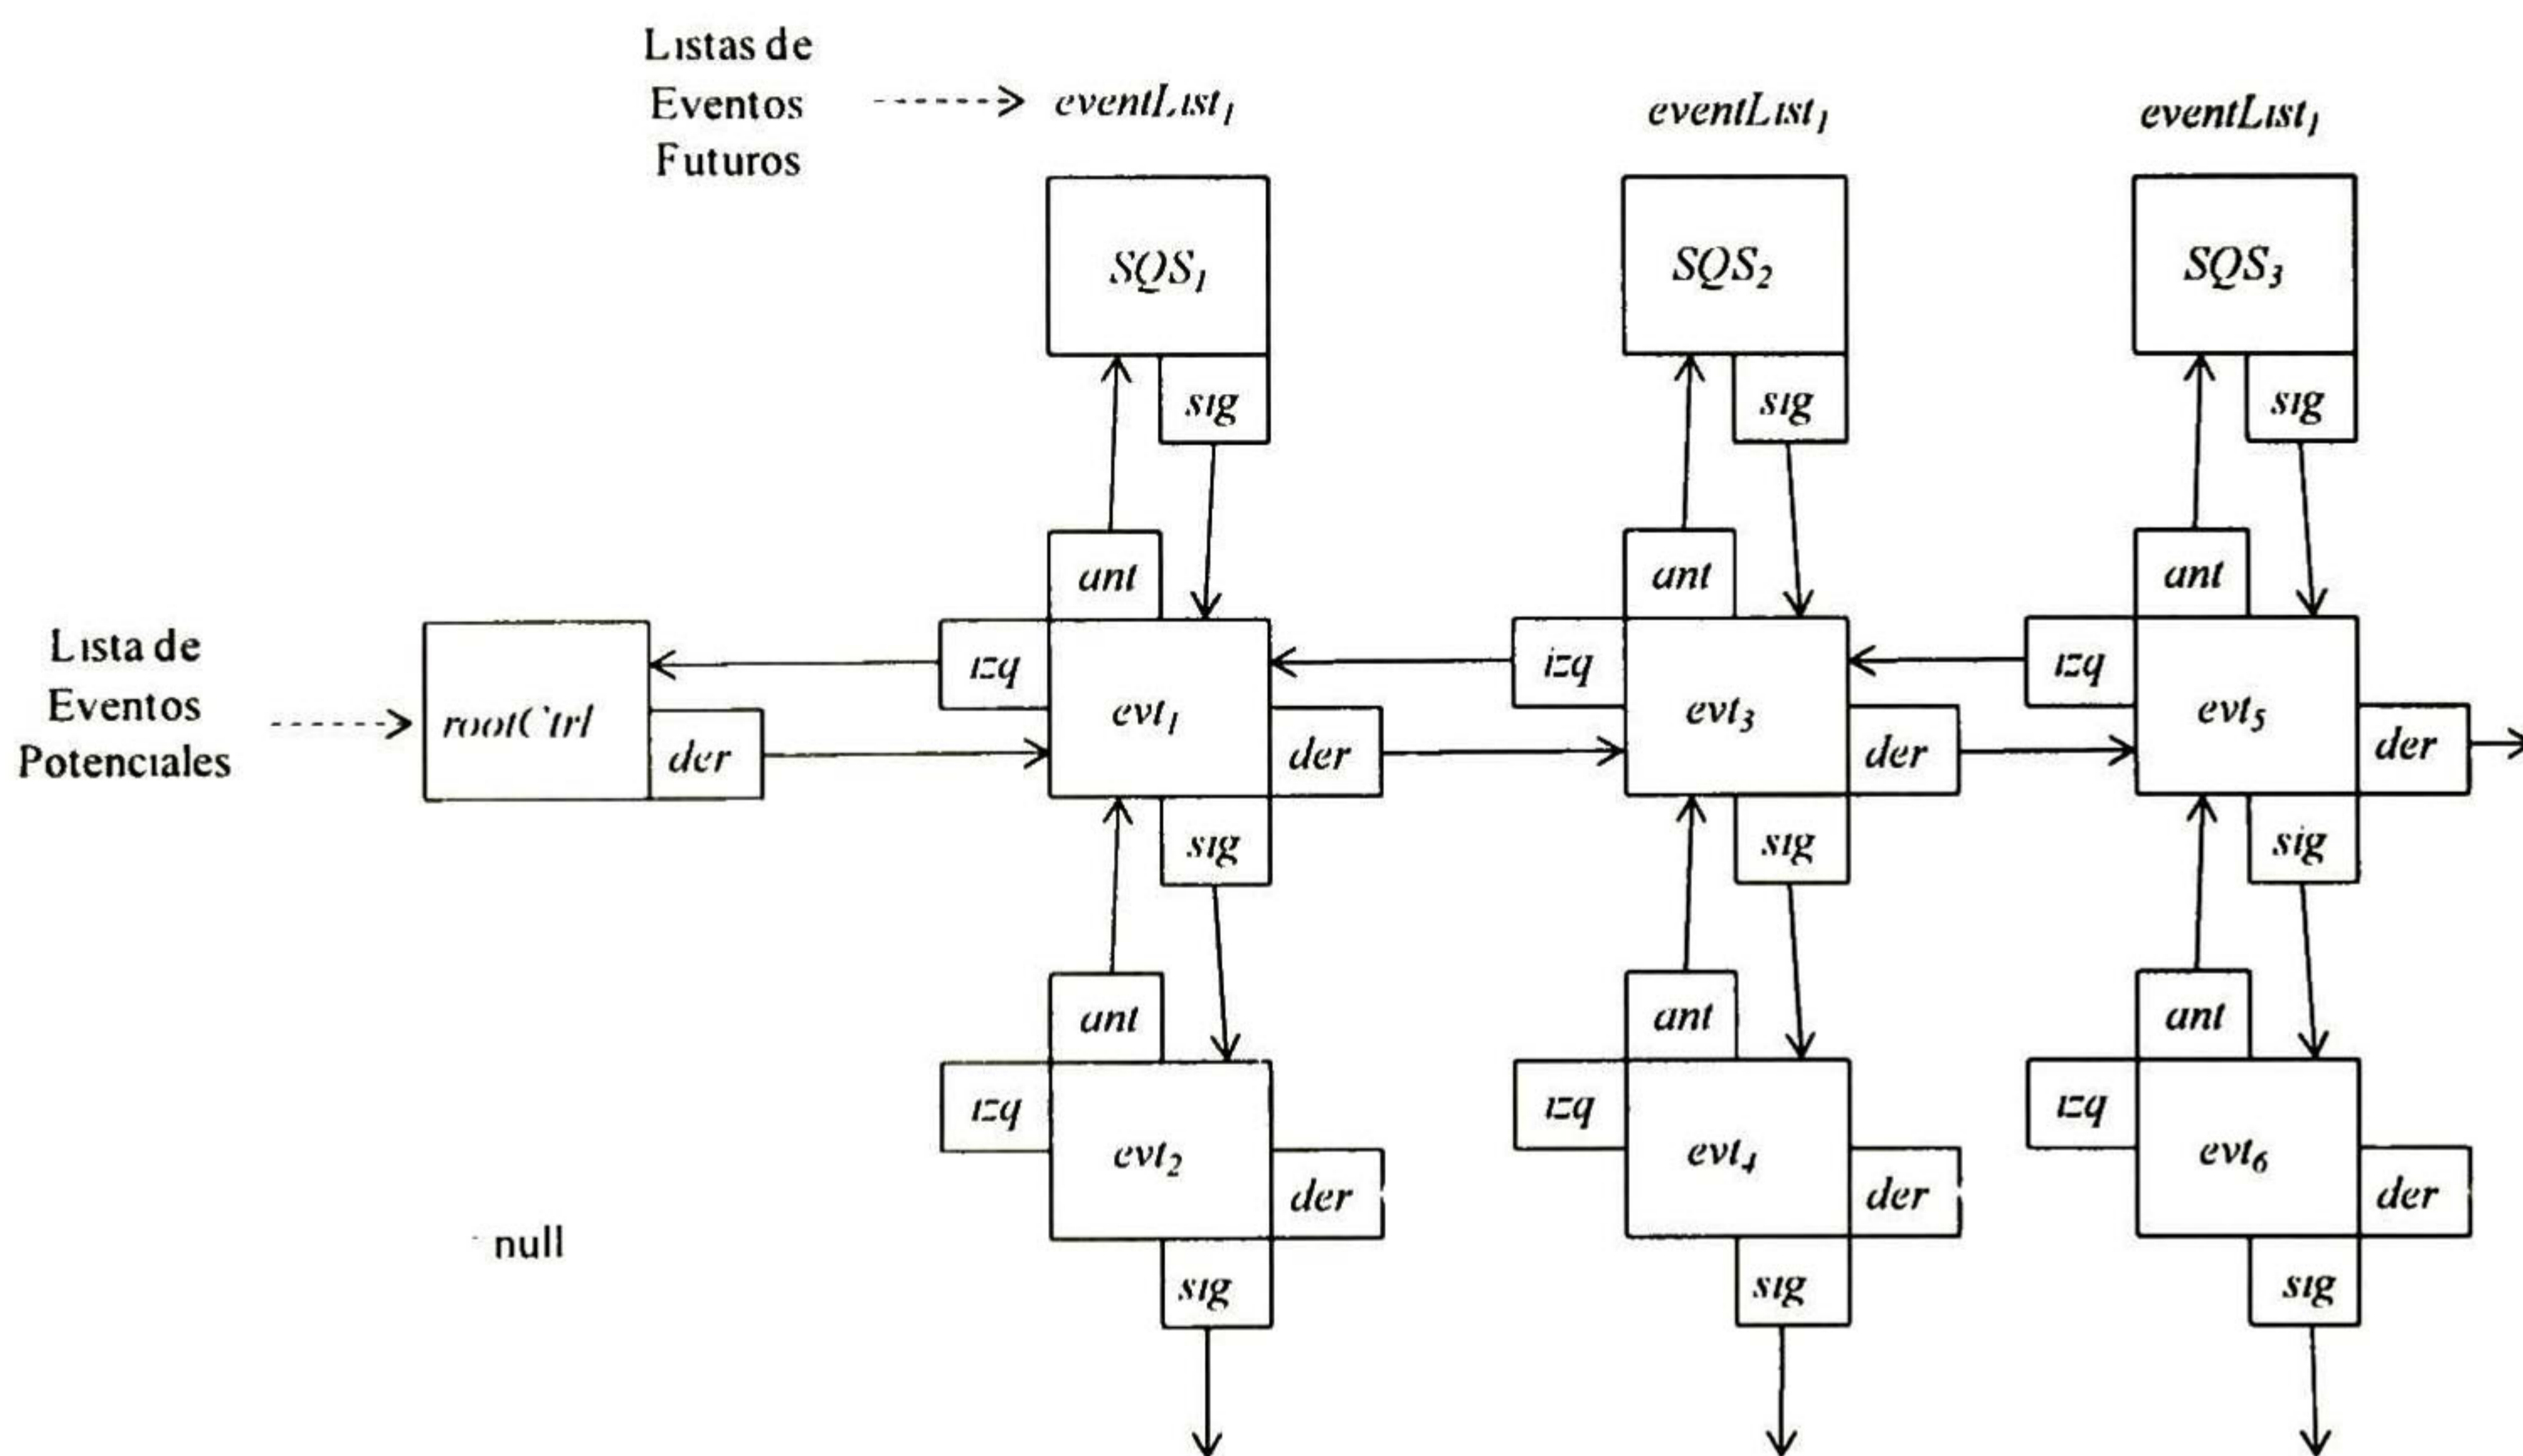 Listas de
Eventos
Futuros
eventList₁
eventList₁
eventList₁
SQS₁
SQS₂
SQS₃
sig
sig
sig
ant
ant
ant
Lista de
Eventos
Potenciales
rootCtrl
der
izq
evt₁
der
izq
evt₃
der
izq
evt₅
der
sig
sig
sig
ant
ant
ant
izq
evt₂
der
izq
evt₄
der
izq
evt₆
der
null
sig
sig
sig